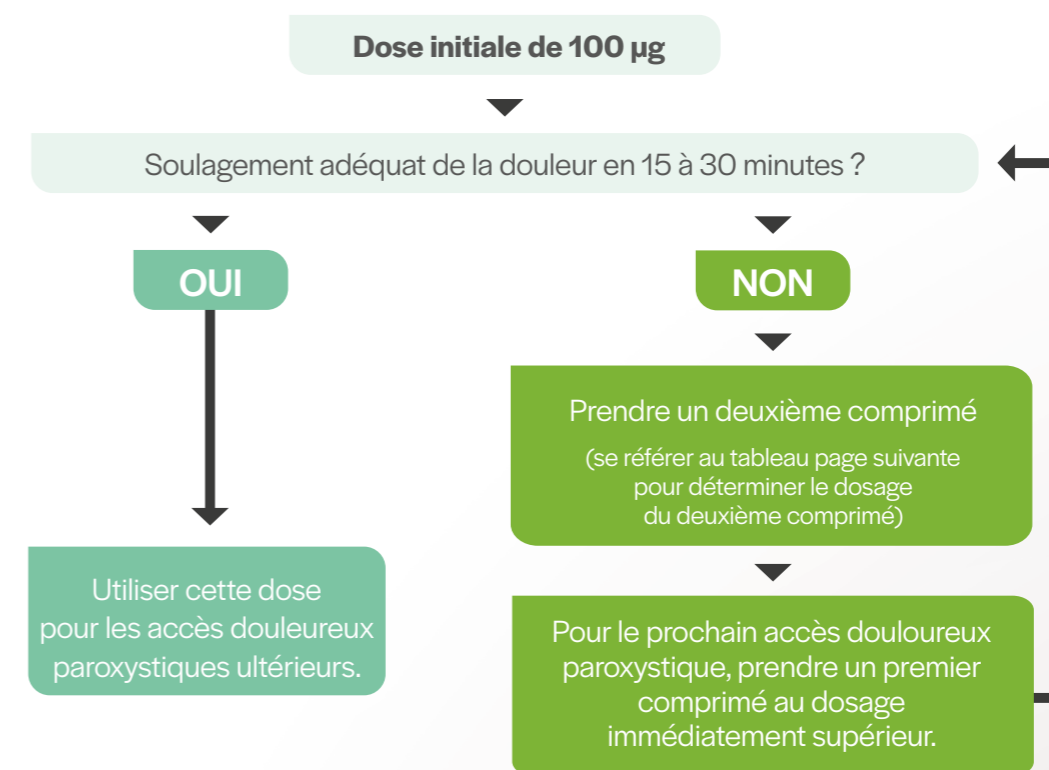 Dose initiale de 100 µg
Soulagement adéquat de la douleur en 15 à 30 minutes ?
OUI
NON
Prendre un deuxième comprimé
(se référer au tableau page suivante
pour déterminer le dosage
du deuxième comprimé)
Utiliser cette dose
pour les accès douleureux
paroxystiques ultérieurs.
Pour le prochain accès douloureux
paroxystique, prendre un premier
comprimé au dosage
immédiatement supérieur.